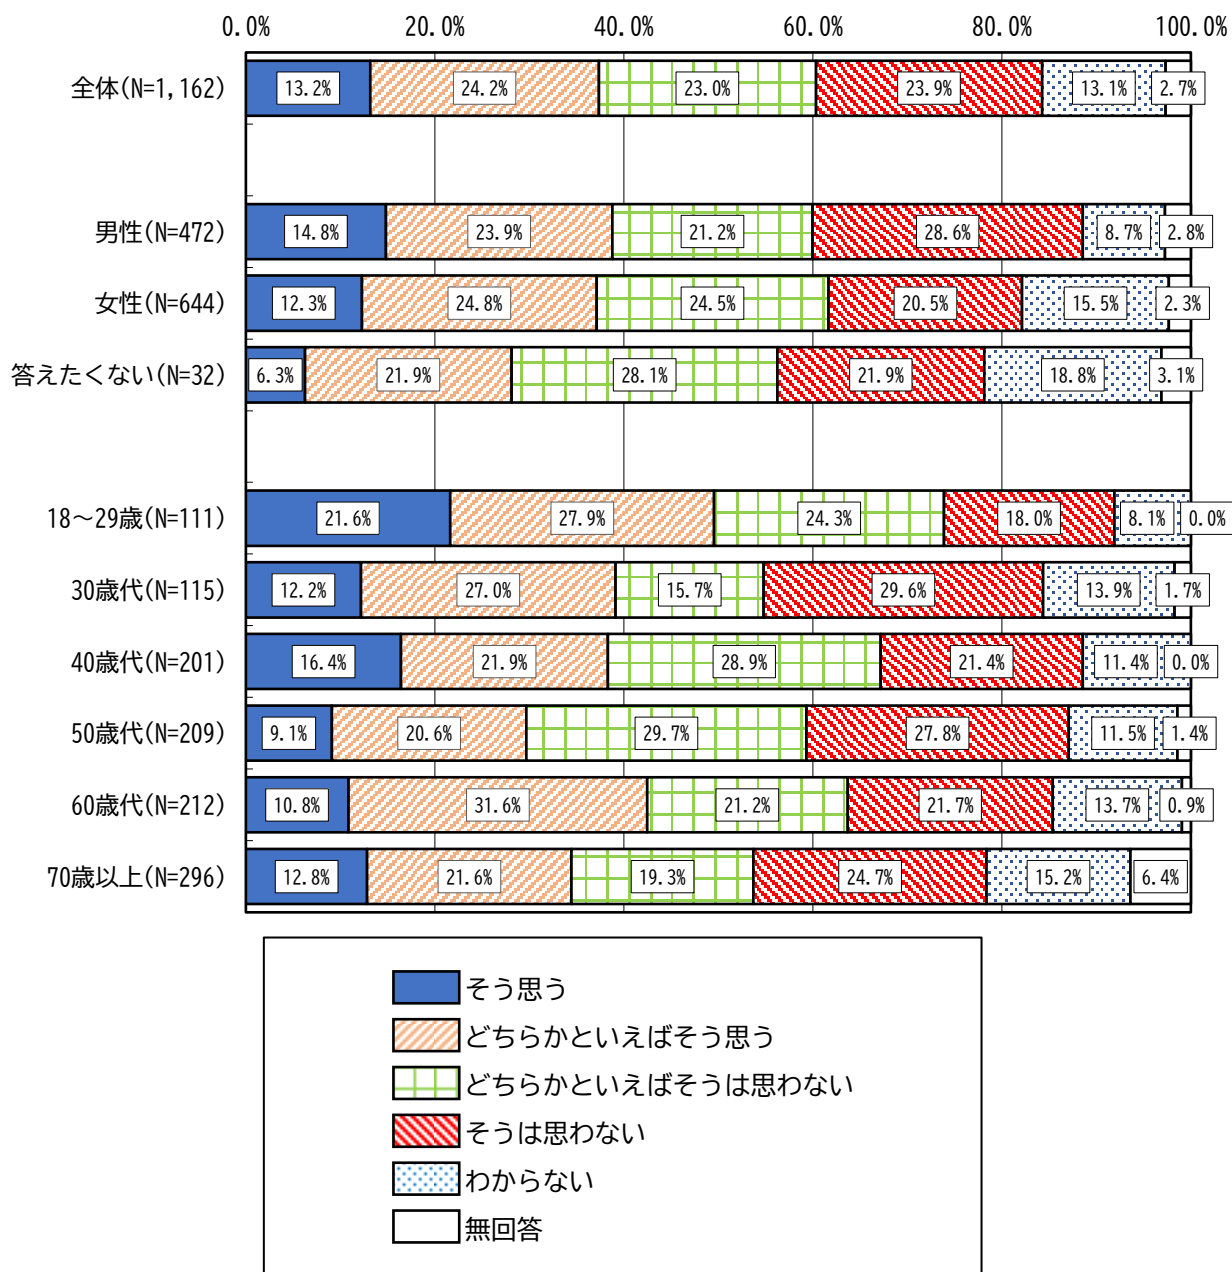 0.0% 20.0% 40.0% 60.0% 80.0% 100.0%
全体(N=1,162) 13.2% 24.2% 23.0% 23.9% 13.1% 2.7%
男性(N=472) 14.8% 23.9% 21.2% 28.6% 8.7% 2.8%
女性(N=644) 12.3% 24.8% 24.5% 20.5% 15.5% 2.3%
答えたくない(N=32) 6.3% 21.9% 28.1% 21.9% 18.8% 3.1%
18～29歳(N=111) 21.6% 27.9% 24.3% 18.0% 8.1% 0.0%
30歳代(N=115) 12.2% 27.0% 15.7% 29.6% 13.9% 1.7%
40歳代(N=201) 16.4% 21.9% 28.9% 21.4% 11.4% 0.0%
50歳代(N=209) 9.1% 20.6% 29.7% 27.8% 11.5% 1.4%
60歳代(N=212) 10.8% 31.6% 21.2% 21.7% 13.7% 0.9%
70歳以上(N=296) 12.8% 21.6% 19.3% 24.7% 15.2% 6.4%
そう思う
どちらかといえばそう思う
どちらかといえばそうは思わない
そうは思わない
わからない
無回答